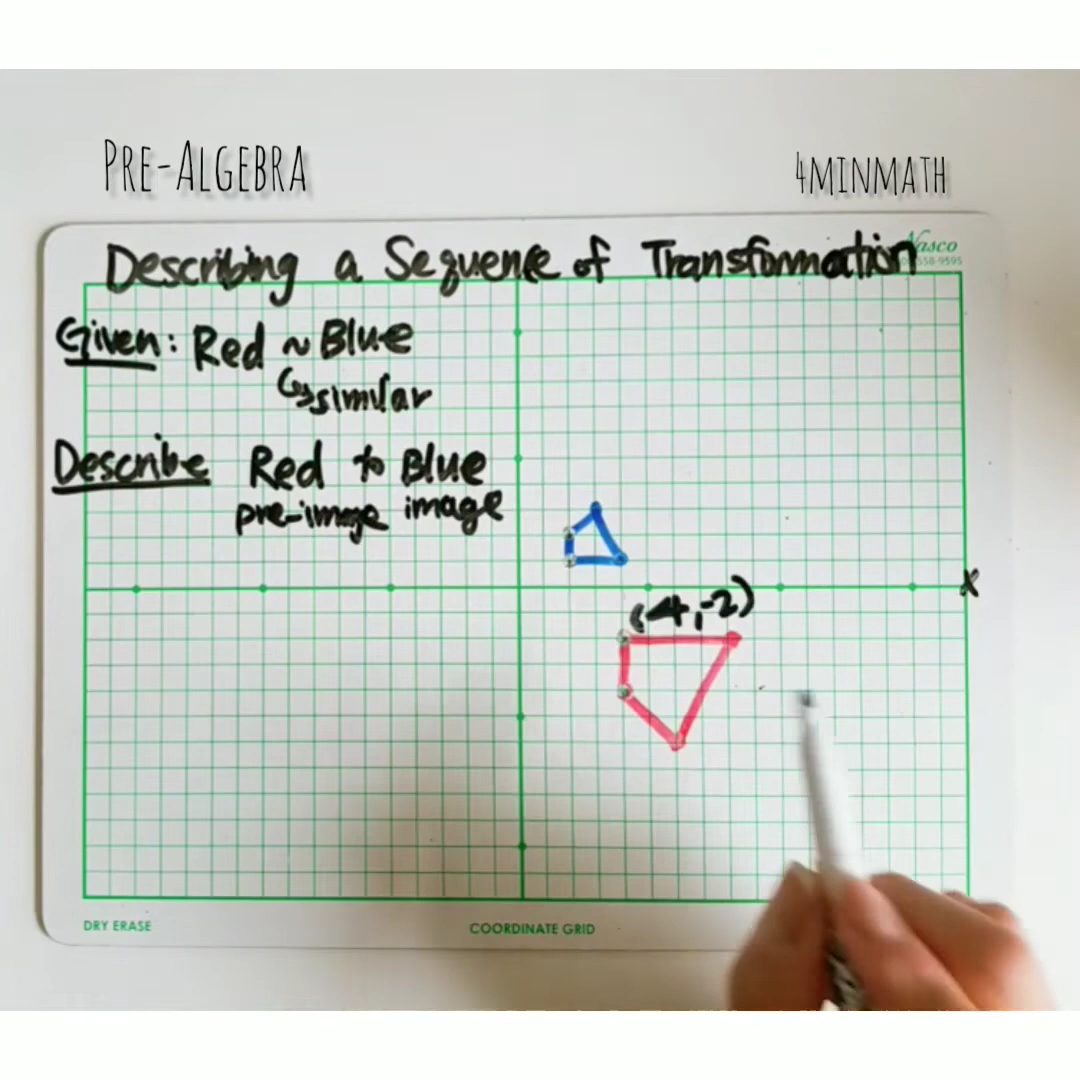 PRE-ALGEBRA
4MINMATH
Describing a Sequence of Transformation
Nasco
Given: Red ~ Blue
↳similar
Describe Red to Blue
pre-image image
x
(4,-2)
DRY ERASE
COORDINATE GRID